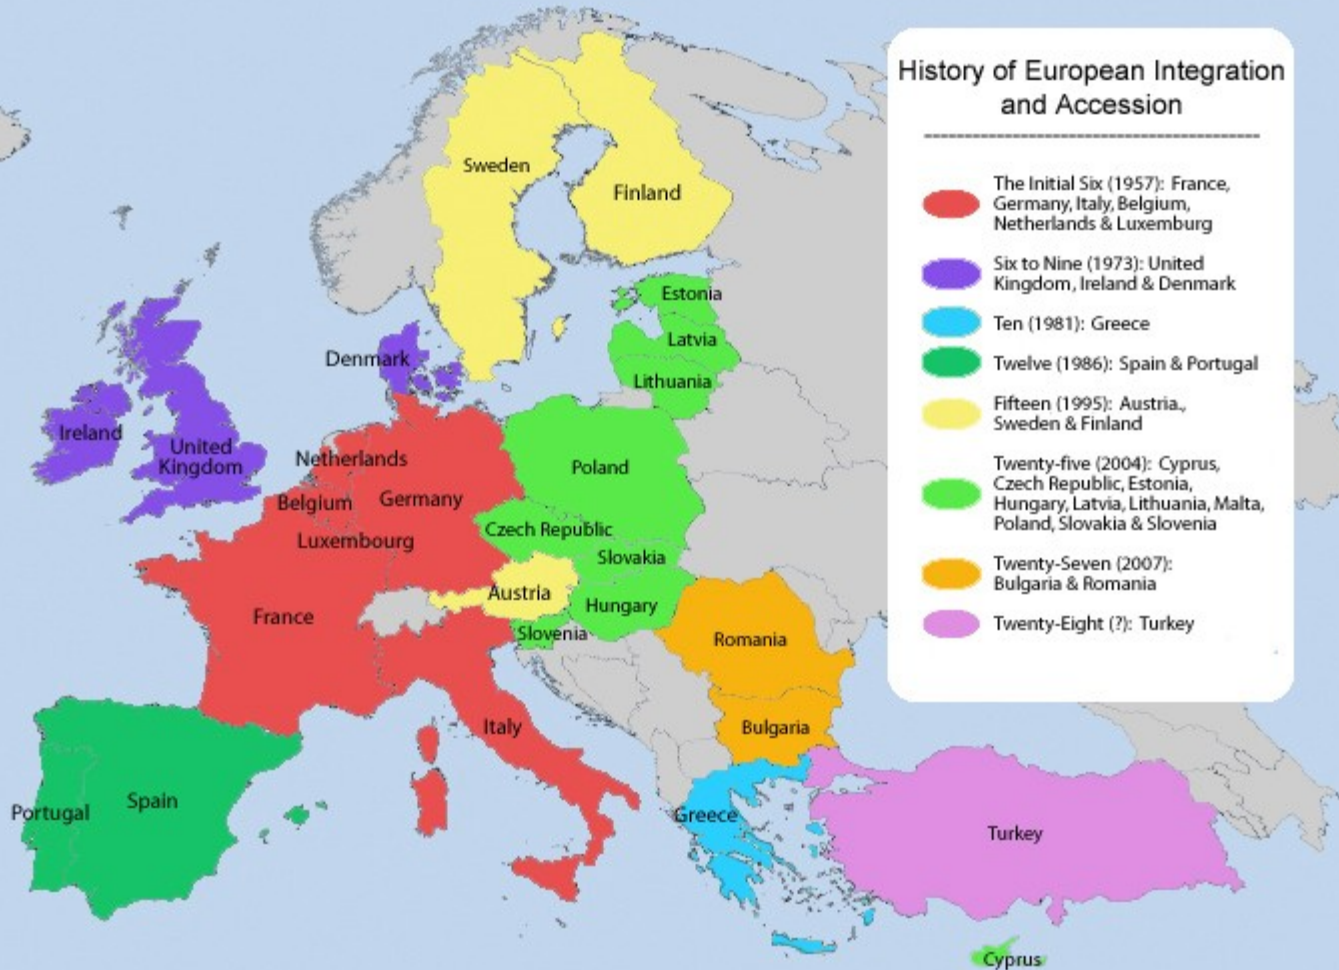 History of European Integration
and Accession
The Initial Six (1957): France,
Germany, Italy, Belgium,
Netherlands & Luxemburg
Six to Nine (1973): United
Kingdom, Ireland & Denmark
Ten (1981): Greece
Twelve (1986): Spain & Portugal
Fifteen (1995): Austria.,
Sweden & Finland
Twenty-five (2004): Cyprus,
Czech Republic, Estonia,
Hungary, Latvia, Lithuania, Malta,
Poland, Slovakia & Slovenia
Twenty-Seven (2007):
Bulgaria & Romania
Twenty-Eight (?): Turkey
Sweden
Finland
Estonia
Latvia
Denmark
Lithuania
Ireland
United
Kingdom
Netherlands
Poland
Belgium
Germany
Czech Republic
Luxembourg
Slovakia
Austria
Hungary
France
Slovenia
Romania
Italy
Bulgaria
Spain
Portugal
Greece
Turkey
Cyprus